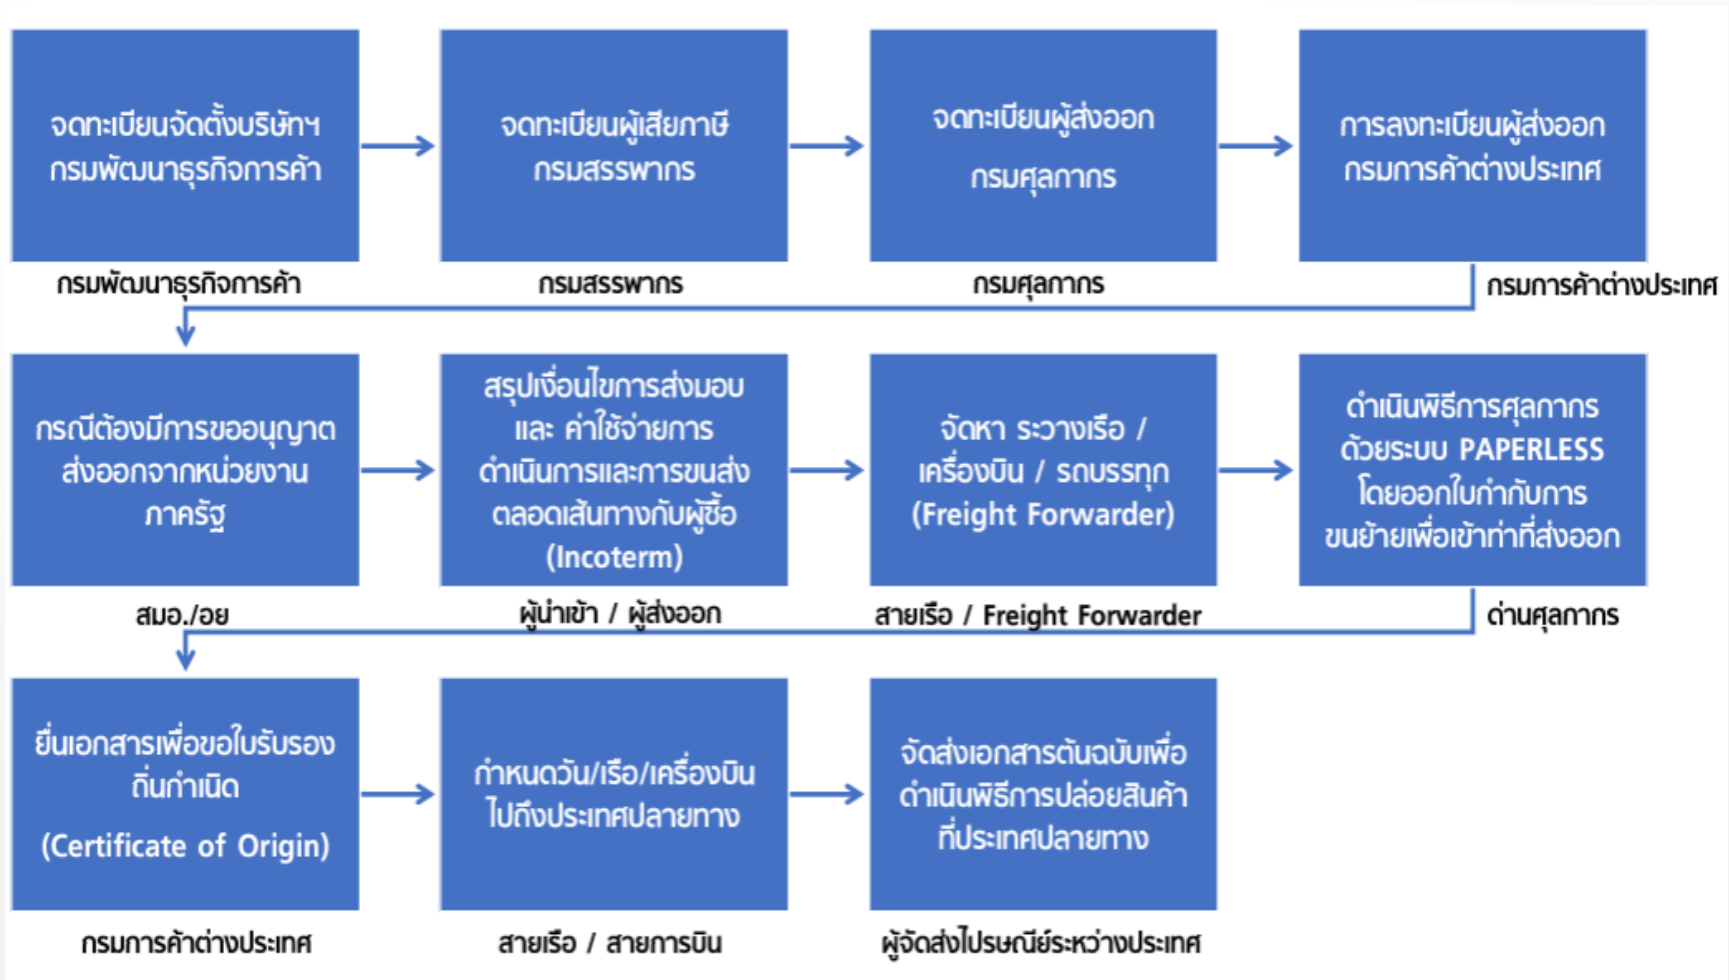 จดทะเบียนจัดตั้งบริษัทฯ
กรมพัฒนาธุรกิจการค้า
กรมพัฒนาธุรกิจการค้า
จดทะเบียนผู้เสียภาษี
กรมสรรพากร
กรมสรรพากร
จดทะเบียนผู้ส่งออก
กรมศุลกากร
กรมศุลกากร
การลงทะเบียนผู้ส่งออก
กรมการค้าต่างประเทศ
กรมการค้าต่างประเทศ
กรณีต้องมีการขออนุญาต
ส่งออกจากหน่วยงาน
ภาครัฐ
สมอ./อย
สรุปเงื่อนไขการส่งมอบ
และ ค่าใช้จ่ายการ
ดำเนินการและการขนส่ง
ตลอดเส้นทางกับผู้ซื้อ
(Incoterm)
ผู้นำเข้า / ผู้ส่งออก
จัดหา ระวางเรือ /
เครื่องบิน / รถบรรทุก
(Freight Forwarder)
สายเรือ / Freight Forwarder
ดำเนินพิธีการศุลกากร
ด้วยระบบ PAPERLESS
โดยออกใบกำกับการ
ขนย้ายเพื่อเข้าท่าที่ส่งออก
ด่านศุลกากร
ยื่นเอกสารเพื่อขอใบรับรอง
ถิ่นกำเนิด
(Certificate of Origin)
กรมการค้าต่างประเทศ
กำหนดวัน/เรือ/เครื่องบิน
ไปถึงประเทศปลายทาง
สายเรือ / สายการบิน
จัดส่งเอกสารต้นฉบับเพื่อ
ดำเนินพิธีการปล่อยสินค้า
ที่ประเทศปลายทาง
ผู้จัดส่งไปรษณีย์ระหว่างประเทศ